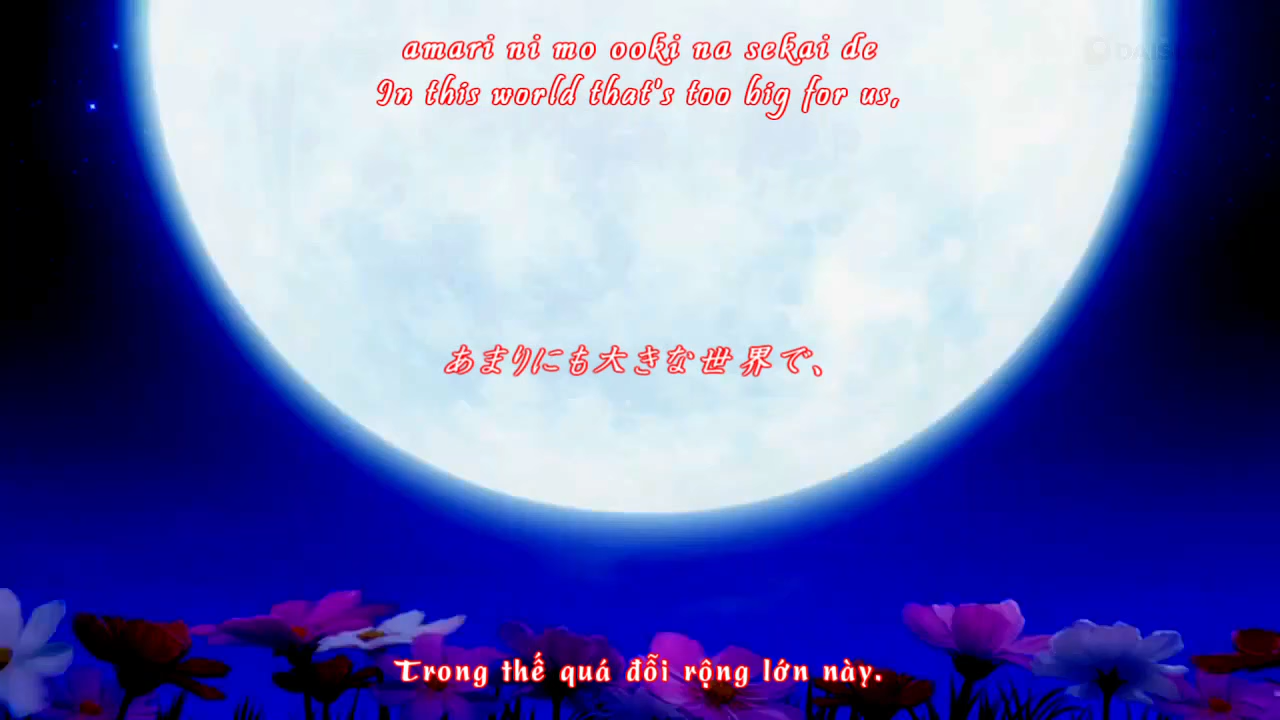 amari ni mo ooki na sekai de
In this world that's too big for us,
あまりにも大きな世界で、
Trong thế quá đỗi rộng lớn này.